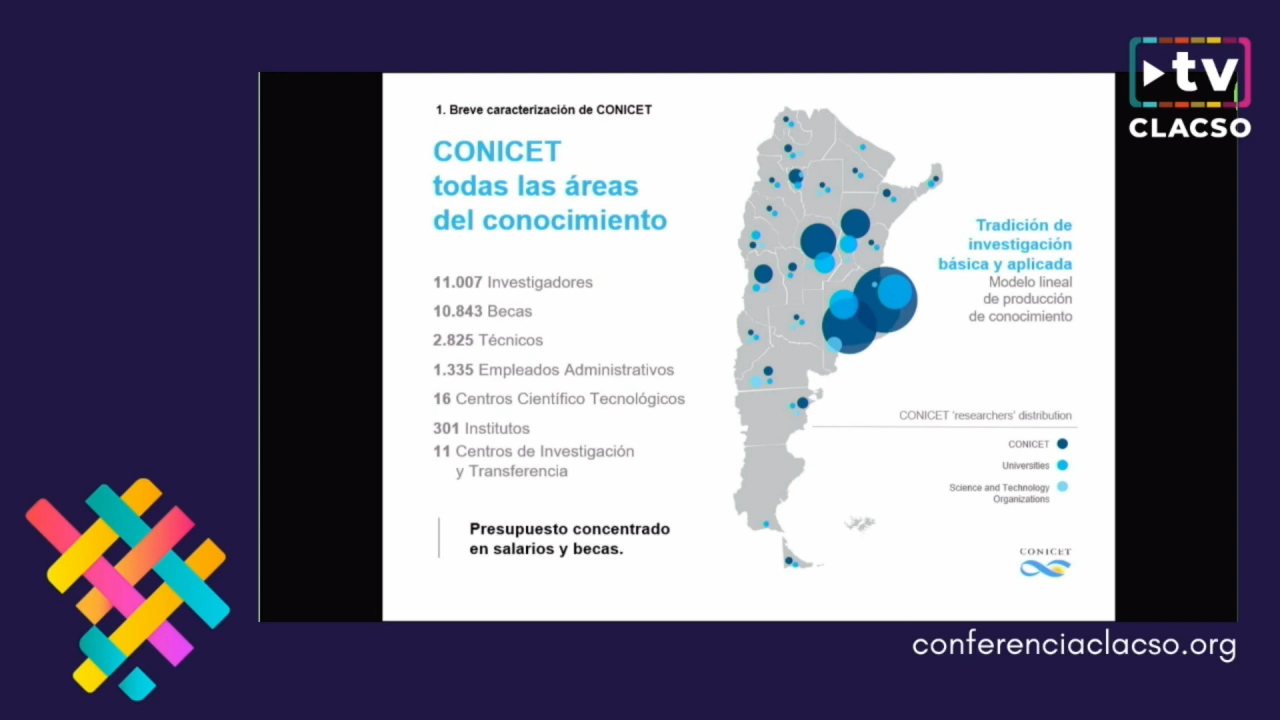 tv
CLACSO
1. Breve caracterización de CONICET
CONICET
todas las áreas
del conocimiento
11.007 Investigadores
10.843 Becas
2.825 Técnicos
1.335 Empleados Administrativos
16 Centros Científico Tecnológicos
301 Institutos
11 Centros de Investigación
y Transferencia
Presupuesto concentrado
en salarios y becas.
Tradición de
investigación
básica y aplicada
Modelo lineal
de producción
de conocimiento
CONICET 'researchers' distribution
CONICET
Universities
Science and Technology
Organizations
CONICET
conferenciaclacso.org